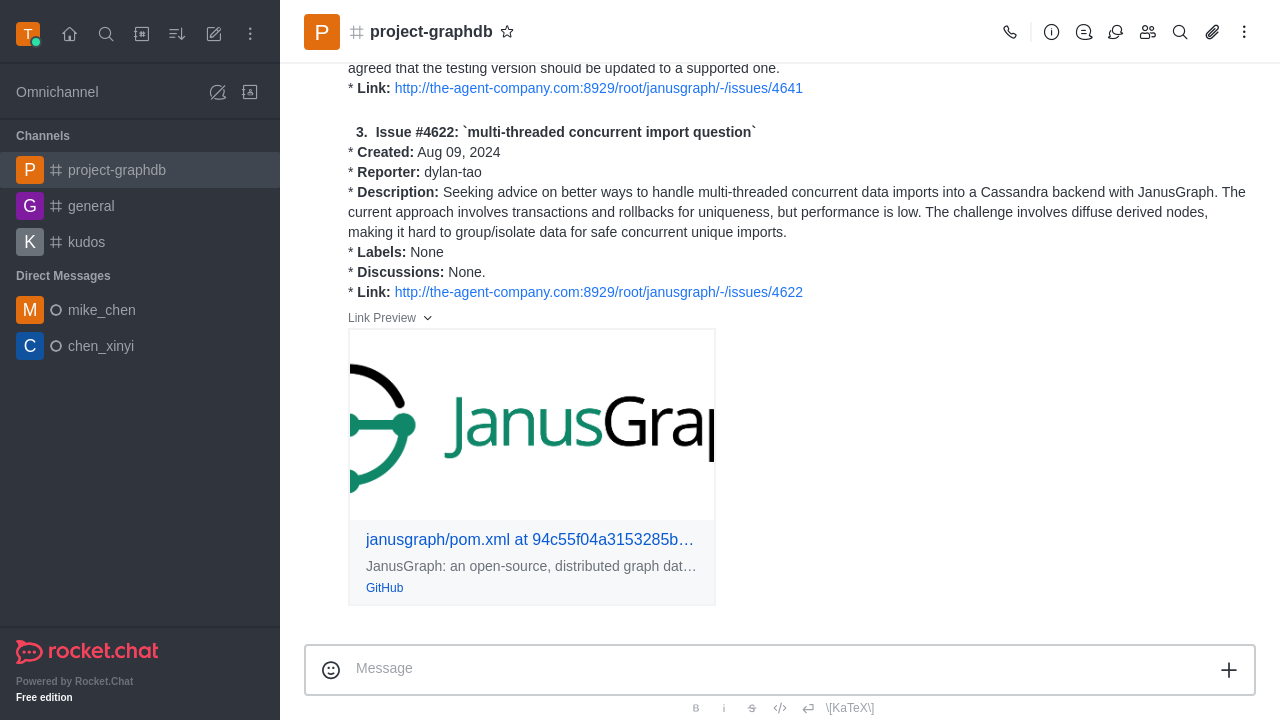 T
Omnichannel
Channels
P project-graphdb
G general
K kudos
Direct Messages
M mike_chen
C chen_xinyi
rocket.chat
Powered by Rocket.Chat
Free edition
P project-graphdb
agreed that the testing version should be updated to a supported one.
* Link: http://the-agent-company.com:8929/root/janusgraph/-/issues/4641
3. Issue #4622: `multi-threaded concurrent import question`
* Created: Aug 09, 2024
* Reporter: dylan-tao
* Description: Seeking advice on better ways to handle multi-threaded concurrent data imports into a Cassandra backend with JanusGraph. The
current approach involves transactions and rollbacks for uniqueness, but performance is low. The challenge involves diffuse derived nodes,
making it hard to group/isolate data for safe concurrent unique imports.
* Labels: None
* Discussions: None.
* Link: http://the-agent-company.com:8929/root/janusgraph/-/issues/4622
Link Preview
JanusGrap
janusgraph/pom.xml at 94c55f04a3153285b…
JanusGraph: an open-source, distributed graph dat…
GitHub
Message
B i S \[KaTeX\]